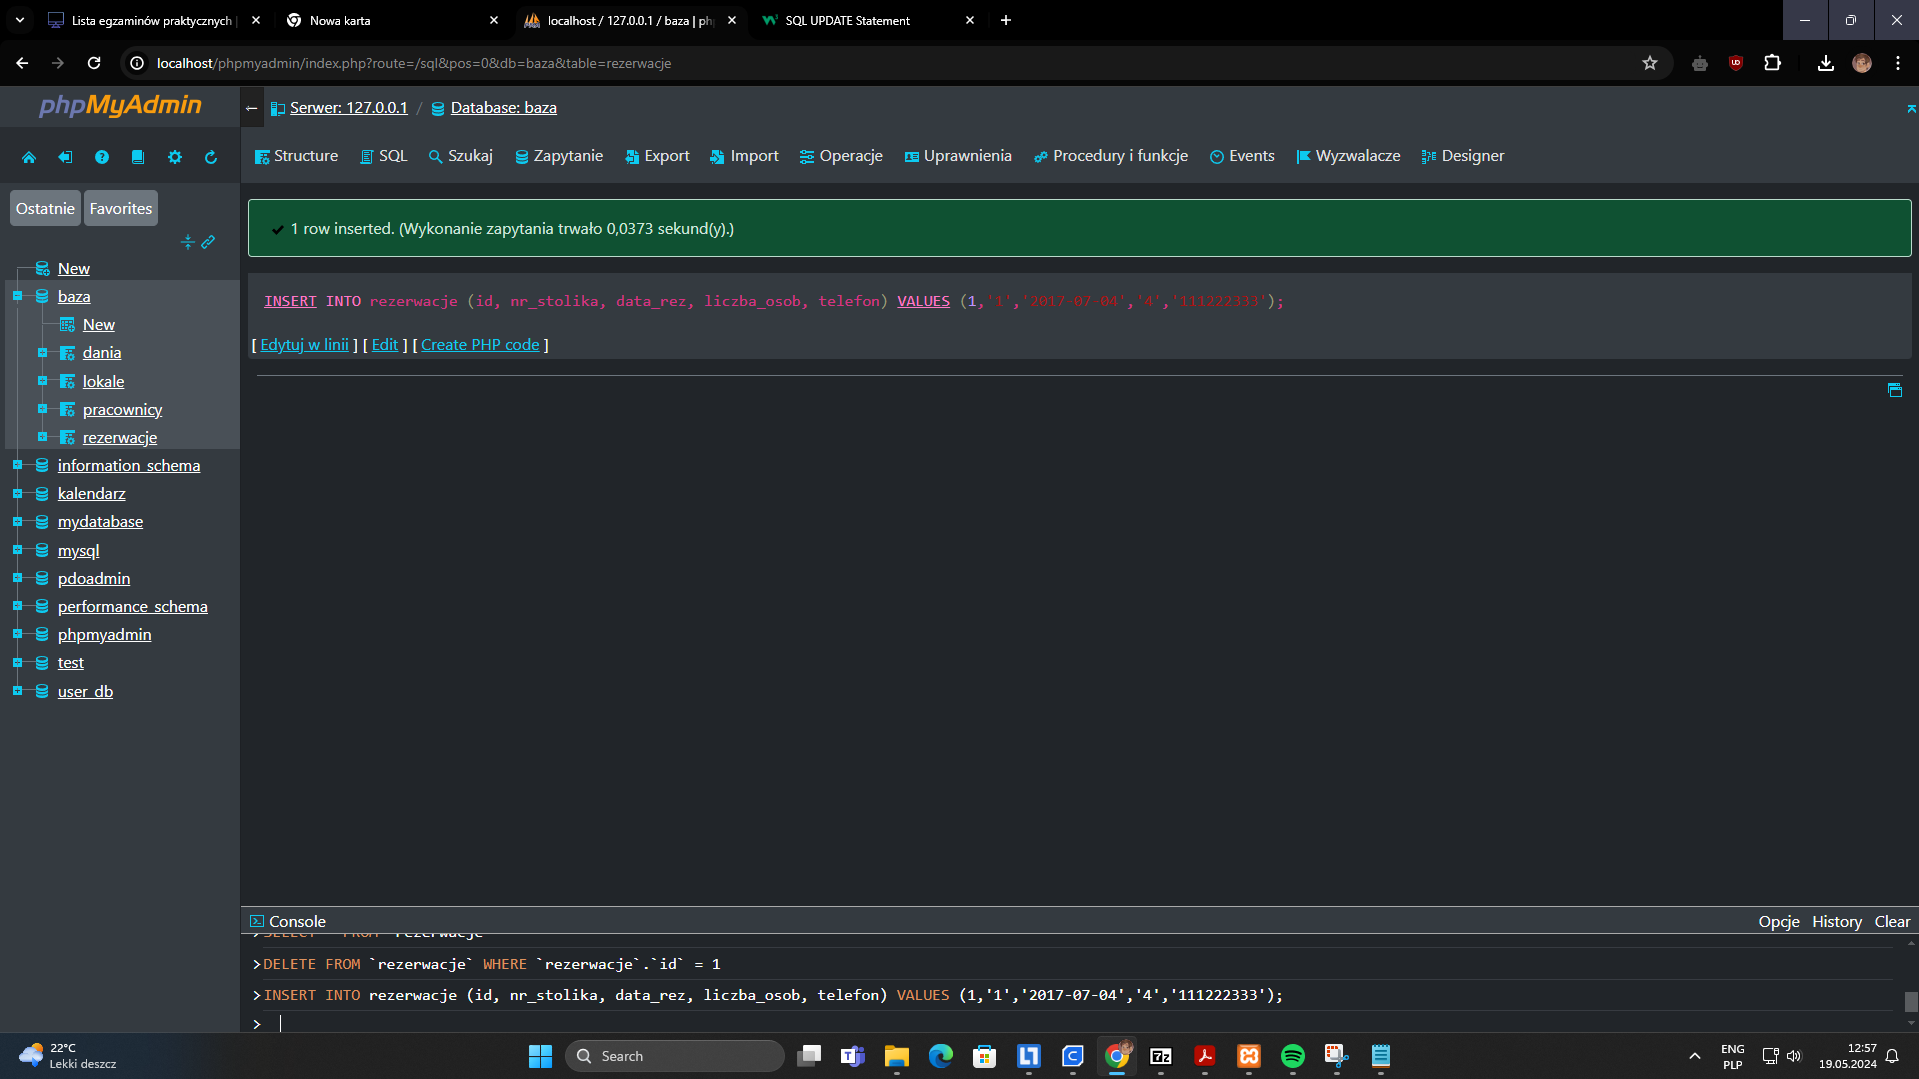 Lista egzaminów praktycznych |
Nowa karta
localhost / 127.0.0.1 / baza | ph
SQL UPDATE Statement
localhost/phpmyadmin/index.php?route=/sql&pos=0&db=baza&table=rezerwacje
phpMyAdmin
Serwer: 127.0.0.1 / Database: baza
Structure SQL Szukaj Zapytanie Export Import Operacje Uprawnienia Procedury i funkcje Events Wyzwalacze Designer
Ostatnie Favorites
New
baza
New
dania
lokale
pracownicy
rezerwacje
information_schema
kalendarz
mydatabase
mysql
pdoadmin
performance_schema
phpmyadmin
test
user_db
1 row inserted. (Wykonanie zapytania trwało 0,0373 sekund(y).)
INSERT INTO rezerwacje (id, nr_stolika, data_rez, liczba_osob, telefon) VALUES (1,'1','2017-07-04','4','111222333');
[ Edytuj w linii ] [ Edit ] [ Create PHP code ]
Console
Opcje History Clear
>SELECT * FROM `rezerwacje`
>DELETE FROM `rezerwacje` WHERE `rezerwacje`.`id` = 1
>INSERT INTO rezerwacje (id, nr_stolika, data_rez, liczba_osob, telefon) VALUES (1,'1','2017-07-04','4','111222333');
>
22°C
Lekki deszcz
Search
ENG
PLP
12:57
19.05.2024